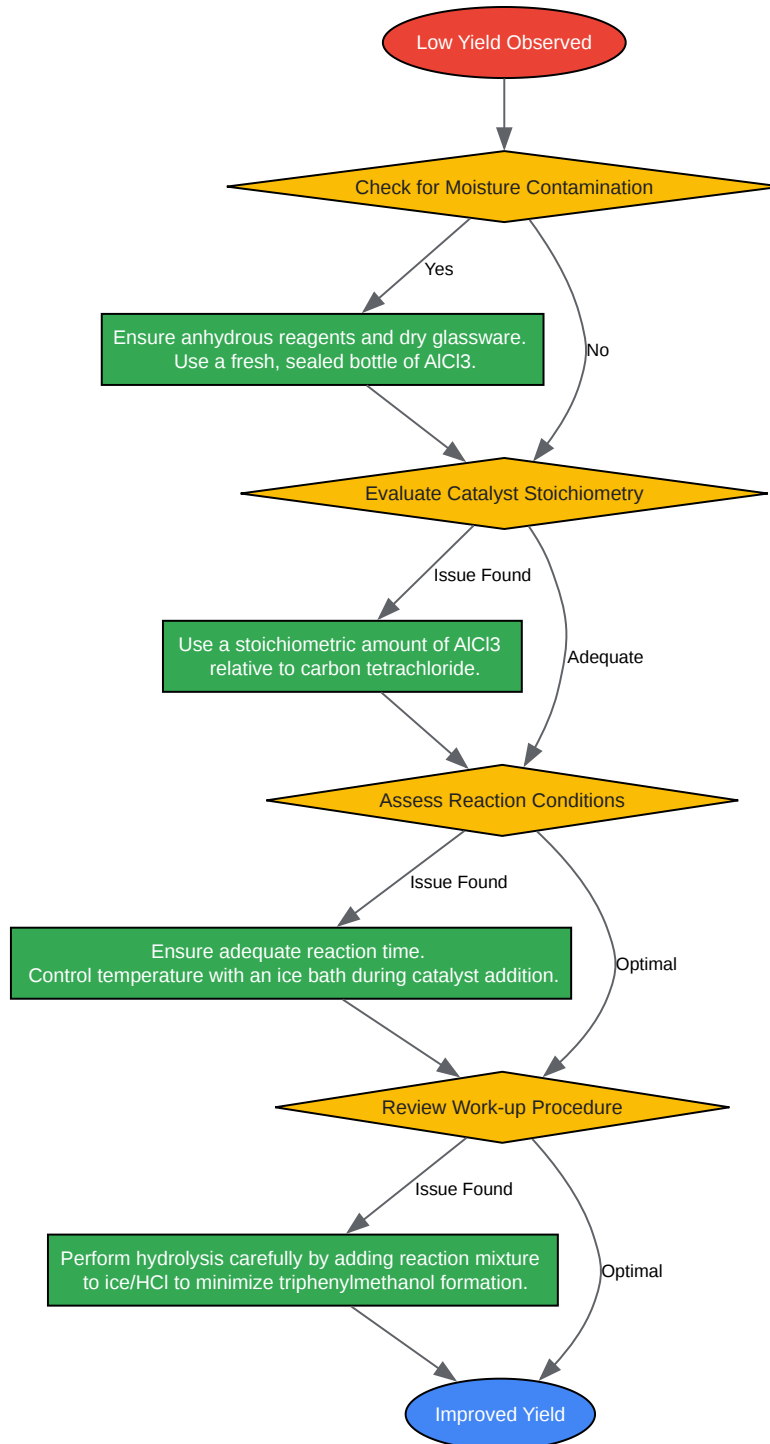 Low Yield Observed
Check for Moisture Contamination
Yes
Ensure anhydrous reagents and dry glassware.
Use a fresh, sealed bottle of AlCl3.
No
Evaluate Catalyst Stoichiometry
Issue Found
Use a stoichiometric amount of AlCl3
relative to carbon tetrachloride.
Adequate
Assess Reaction Conditions
Issue Found
Ensure adequate reaction time.
Control temperature with an ice bath during catalyst addition.
Optimal
Review Work-up Procedure
Issue Found
Perform hydrolysis carefully by adding reaction mixture
to ice/HCl to minimize triphenylmethanol formation.
Optimal
Improved Yield